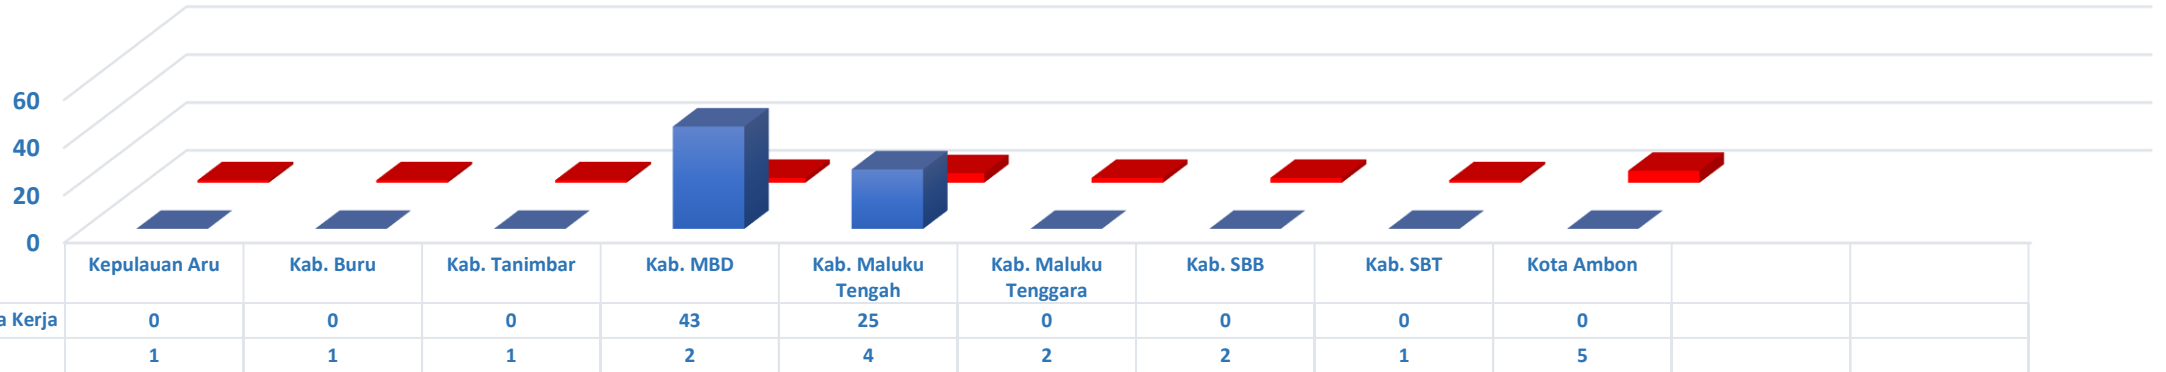 60
40
20
0
Kepulauan Aru Kab. Buru Kab. Tanimbar Kab. MBD Kab. Maluku Tengah Kab. Maluku Tenggara Kab. SBB Kab. SBT Kota Ambon
Kerja 0 0 0 43 25 0 0 0 0
1 1 1 2 4 2 2 1 5